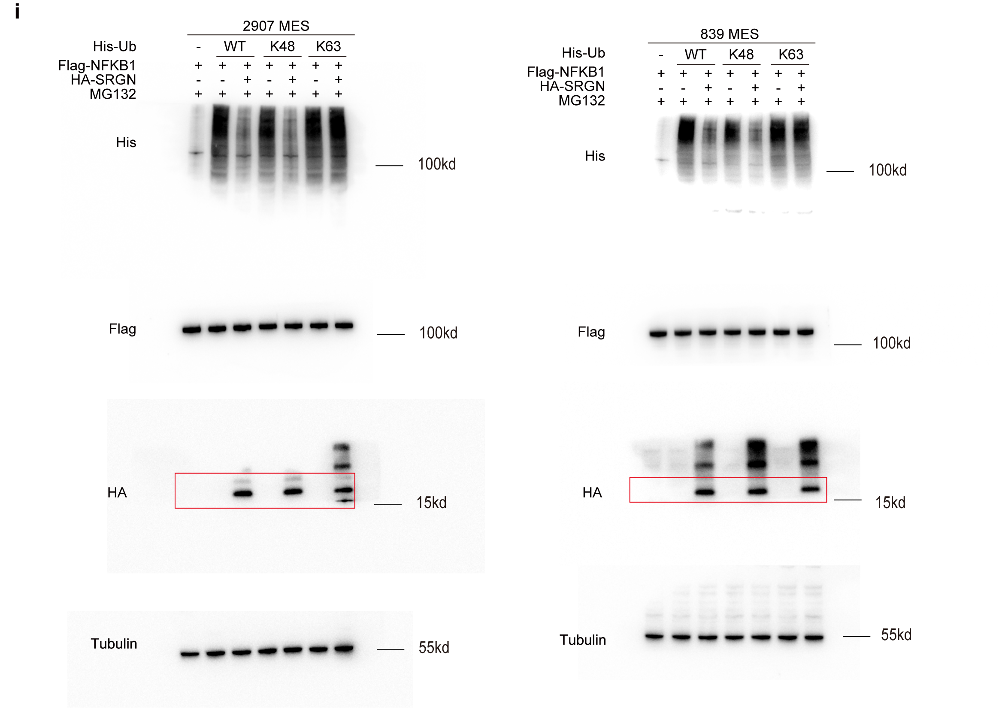 i
2907 MES
His-Ub - WT K48 K63
Flag-NFKB1 + + + + + + +
HA-SRGN - - + - + - +
MG132 + + + + + + +
His
100kd
Flag
100kd
HA
15kd
Tubulin
55kd
839 MES
His-Ub - WT K48 K63
Flag-NFKB1 + + + + + + +
HA-SRGN - - + - + - +
MG132 + + + + + + +
His
100kd
Flag
100kd
HA
15kd
Tubulin
55kd